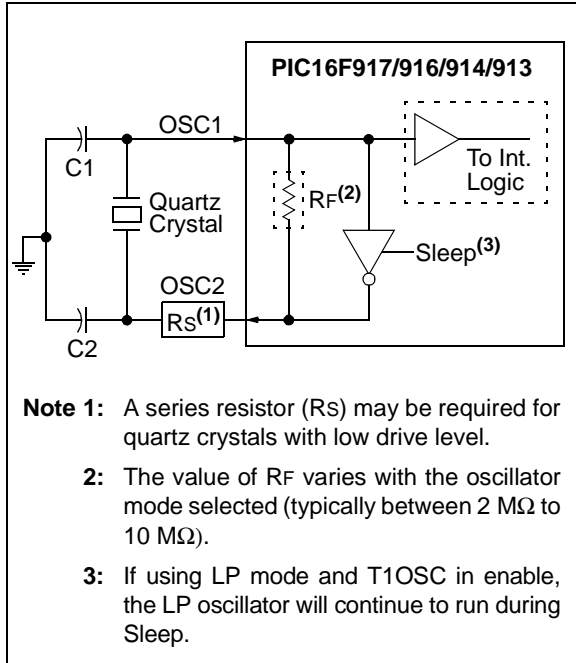 PIC16F917/916/914/913
OSC1
C1
To Int.
Logic
Quartz
Crystal
RF(2)
Sleep(3)
OSC2
RS(1)
C2
Note 1: A series resistor (RS) may be required for
quartz crystals with low drive level.
2: The value of RF varies with the oscillator
mode selected (typically between 2 MΩ to
10 MΩ).
3: If using LP mode and T1OSC in enable,
the LP oscillator will continue to run during
Sleep.